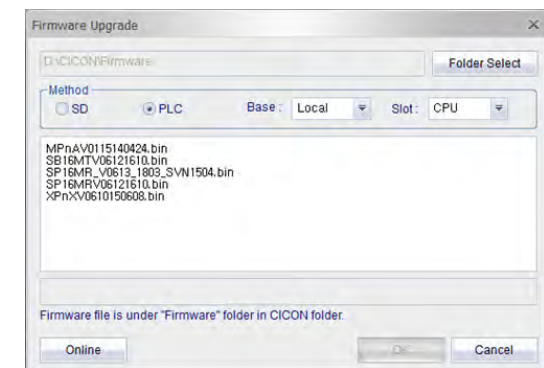 Firmware Upgrade
D:\CICON\Firmware
Folder Select
Method
SD PLC Base : Local Slot : CPU
MPnAV0115140424.bin
SB16MTV06121610.bin
SP16MR_V0613_1803_SVN1504.bin
SP16MRV06121610.bin
XPnXV0610150608.bin
Firmware file is under "Firmware" folder in CICON folder.
Online OK Cancel